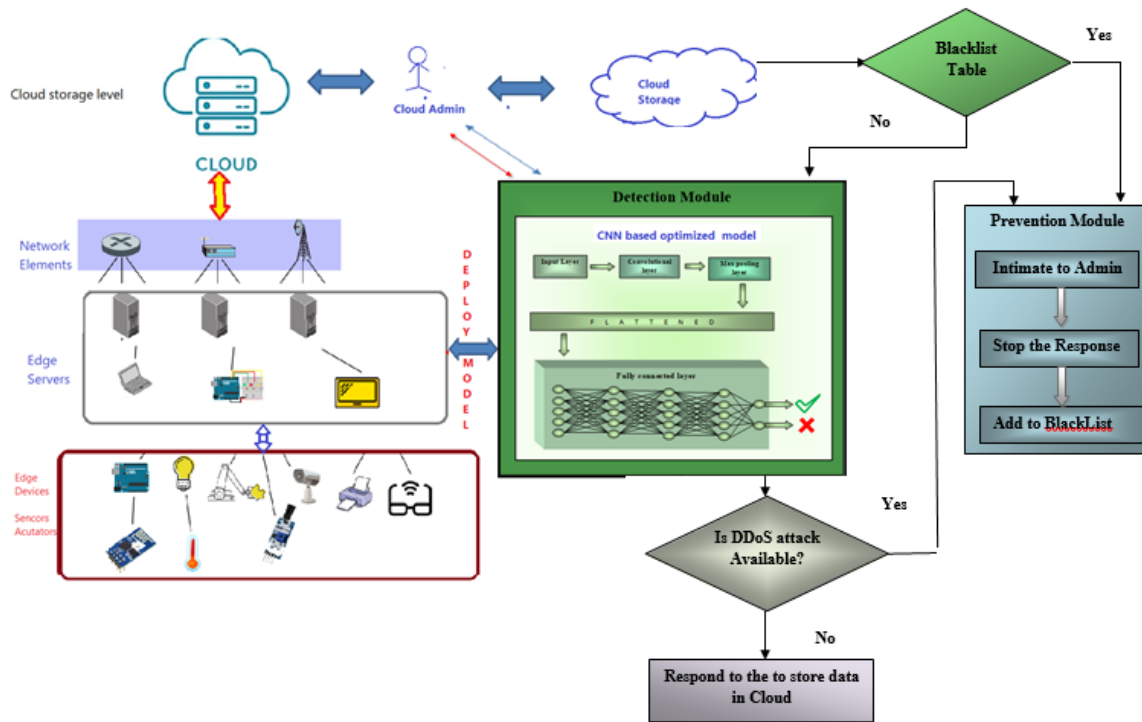 Cloud storage level
CLOUD
Cloud Admin
Cloud
Storage
Blacklist
Table
Yes
No
Network
Elements
Edge
Servers
Edge
Devices
Sencors
Acutators
DEPLOY MODEL
Detection Module
CNN based optimized model
Input Layer
Convolutional
layer
Max pooling
layer
FLATTENED
Fully connected layer
Prevention Module
Intimate to Admin
Stop the Response
Add to BlackList
Is DDoS attack
Available?
Yes
No
Respond to the to store data
in Cloud